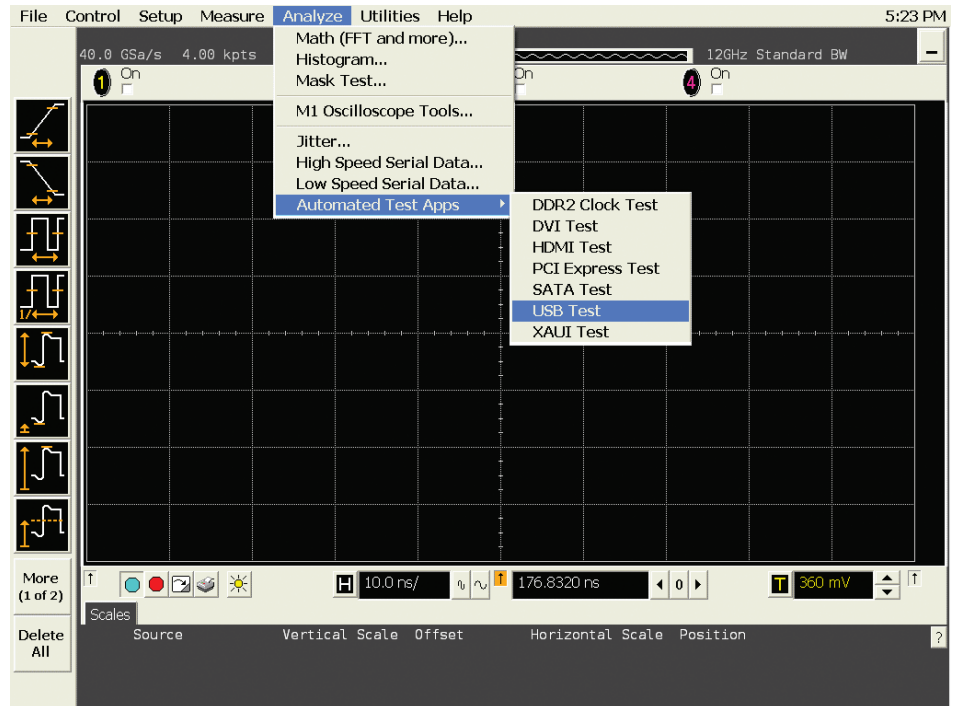 File Control Setup Measure Analyze Utilities Help 5:23 PM
40.0 GSa/s 4.00 kpts 12GHz Standard BW
1 On On 4 On
Math (FFT and more)...
Histogram...
Mask Test...
M1 Oscilloscope Tools...
Jitter...
High Speed Serial Data...
Low Speed Serial Data...
Automated Test Apps
DDR2 Clock Test
DVI Test
HDMI Test
PCI Express Test
SATA Test
USB Test
XAUI Test
1/
More
(1 of 2)
Delete
All
H 10.0 ns/ 176.8320 ns 0 T 360 mV
Scales
Source Vertical Scale Offset Horizontal Scale Position ?